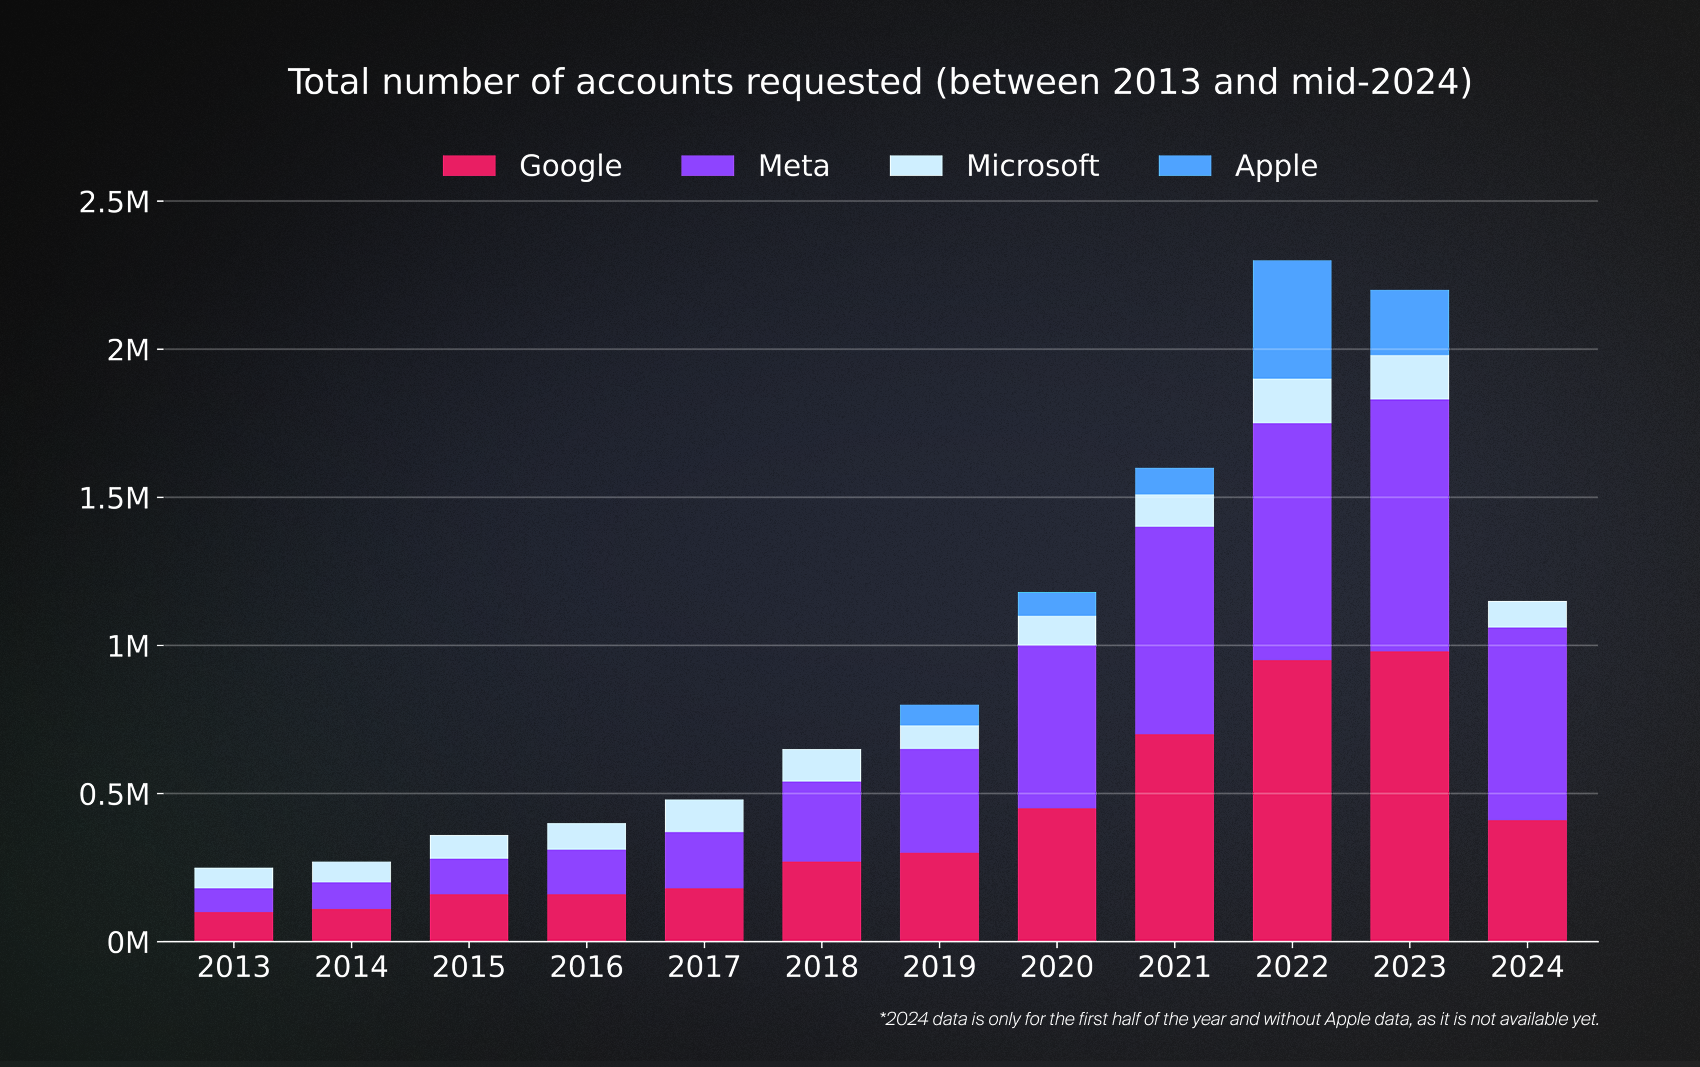 Total number of accounts requested (between 2013 and mid-2024)
Google Meta Microsoft Apple
2.5M
2M
1.5M
1M
0.5M
0M
2013 2014 2015 2016 2017 2018 2019 2020 2021 2022 2023 2024
*2024 data is only for the first half of the year and without Apple data, as it is not available yet.